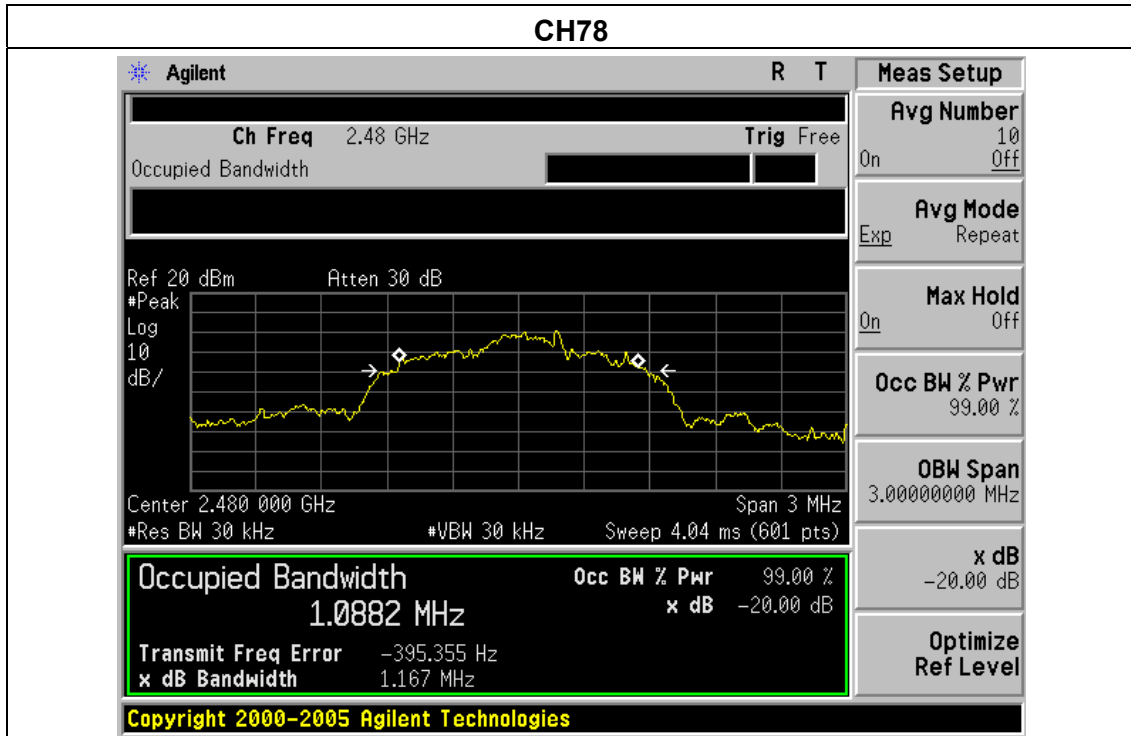 CH78
Agilent R T
Ch Freq 2.48 GHz Trig Free
Occupied Bandwidth
Ref 20 dBm Atten 30 dB
#Peak
Log
10
dB/
Center 2.480 000 GHz Span 3 MHz
#Res BW 30 kHz #VBW 30 kHz Sweep 4.04 ms (601 pts)
Occupied Bandwidth Occ BW % Pwr 99.00 %
1.0882 MHz x dB -20.00 dB
Transmit Freq Error -395.355 Hz
x dB Bandwidth 1.167 MHz
Copyright 2000-2005 Agilent Technologies
Meas Setup
Avg Number
10
On Off
Avg Mode
Exp Repeat
Max Hold
On Off
Occ BW % Pwr
99.00 %
OBW Span
3.00000000 MHz
x dB
-20.00 dB
Optimize
Ref Level